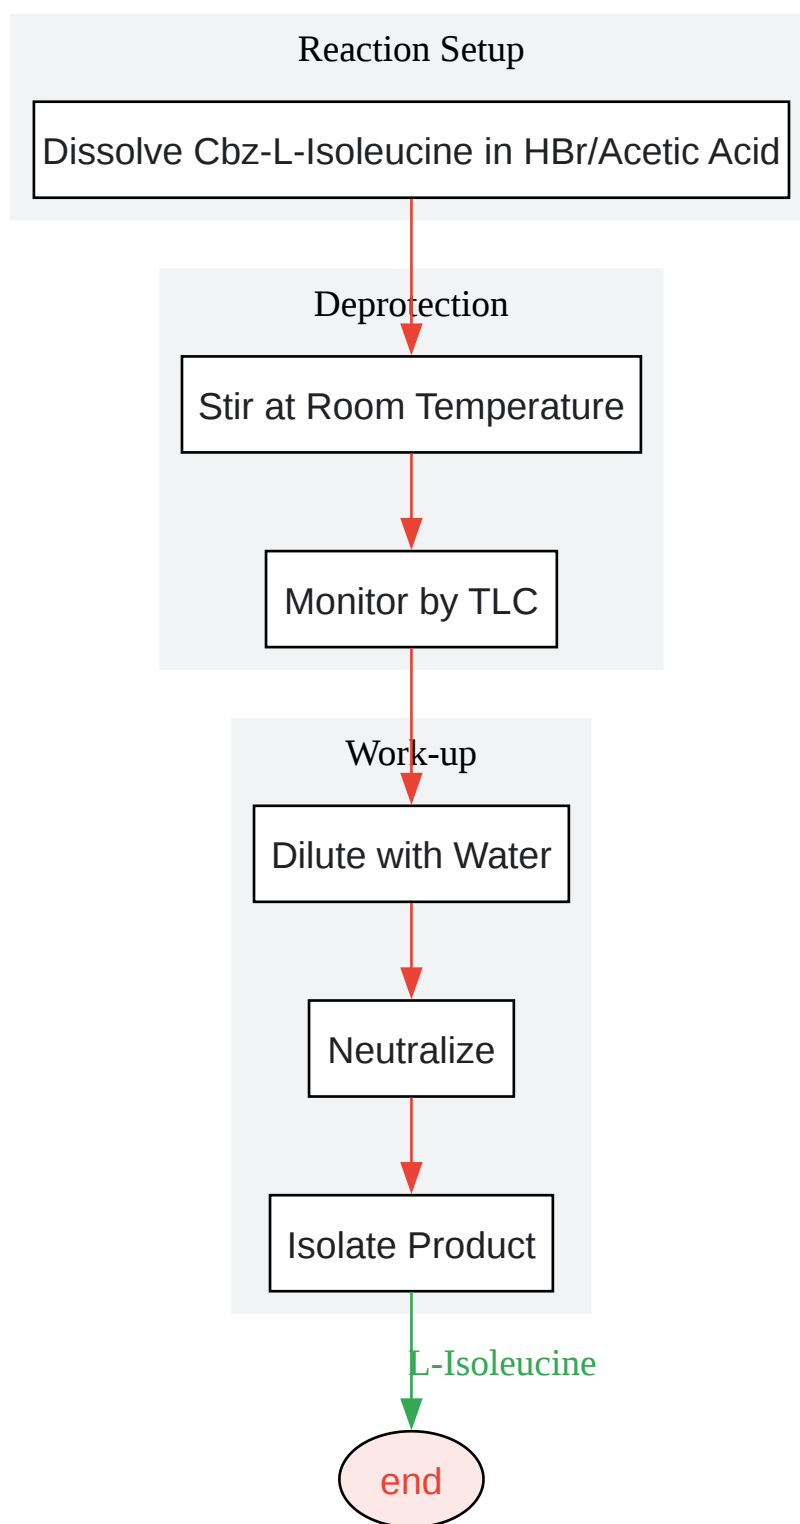 Reaction Setup
Dissolve Cbz-L-Isoleucine in HBr/Acetic Acid
Deprotection
Stir at Room Temperature
Monitor by TLC
Work-up
Dilute with Water
Neutralize
Isolate Product
L-Isoleucine
end